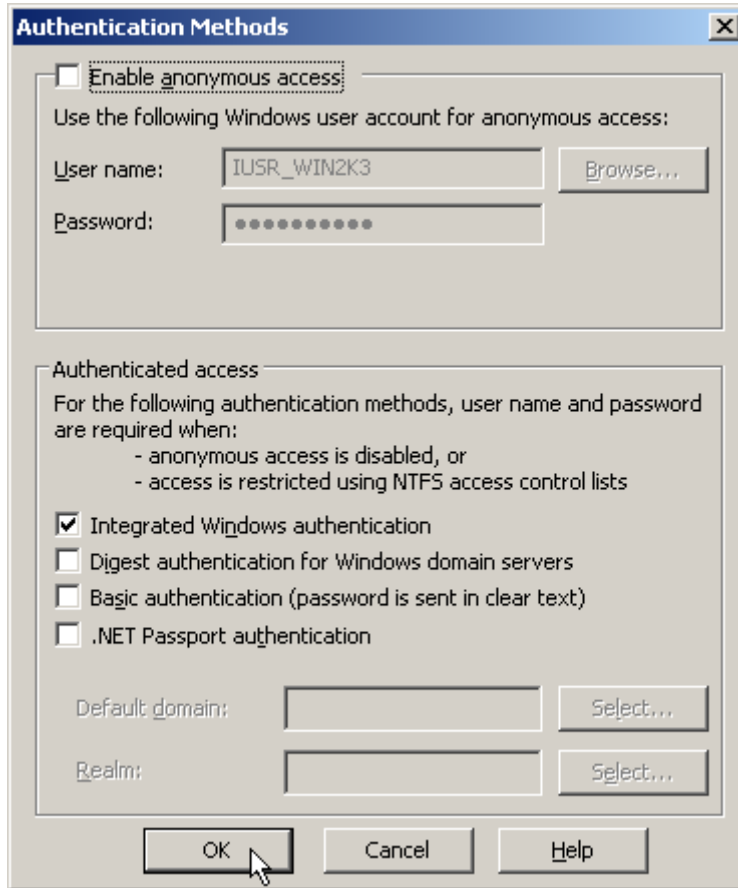 Authentication Methods
Enable anonymous access
Use the following Windows user account for anonymous access:
User name: IUSR_WIN2K3 Browse...
Password: ●●●●●●●●●●
Authenticated access
For the following authentication methods, user name and password
are required when:
- anonymous access is disabled, or
- access is restricted using NTFS access control lists
Integrated Windows authentication
Digest authentication for Windows domain servers
Basic authentication (password is sent in clear text)
.NET Passport authentication
Default domain: Select...
Realm: Select...
OK Cancel Help